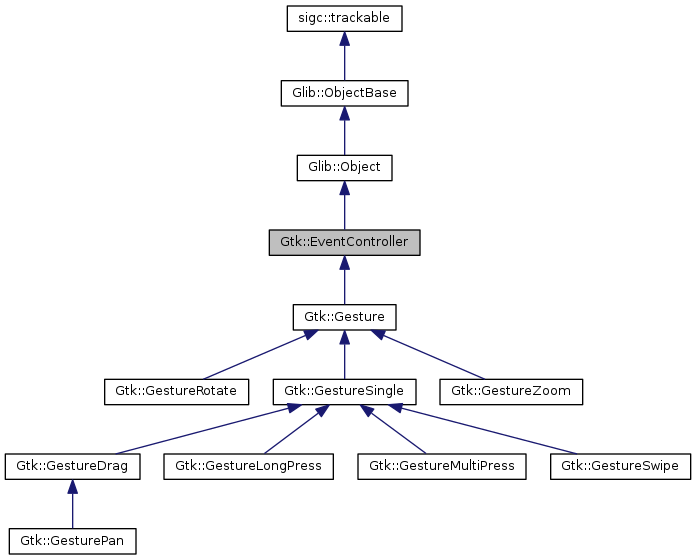 sigc::trackable
Glib::ObjectBase
Glib::Object
Gtk::EventController
Gtk::Gesture
Gtk::GestureRotate
Gtk::GestureSingle
Gtk::GestureZoom
Gtk::GestureDrag
Gtk::GestureLongPress
Gtk::GestureMultiPress
Gtk::GestureSwipe
Gtk::GesturePan